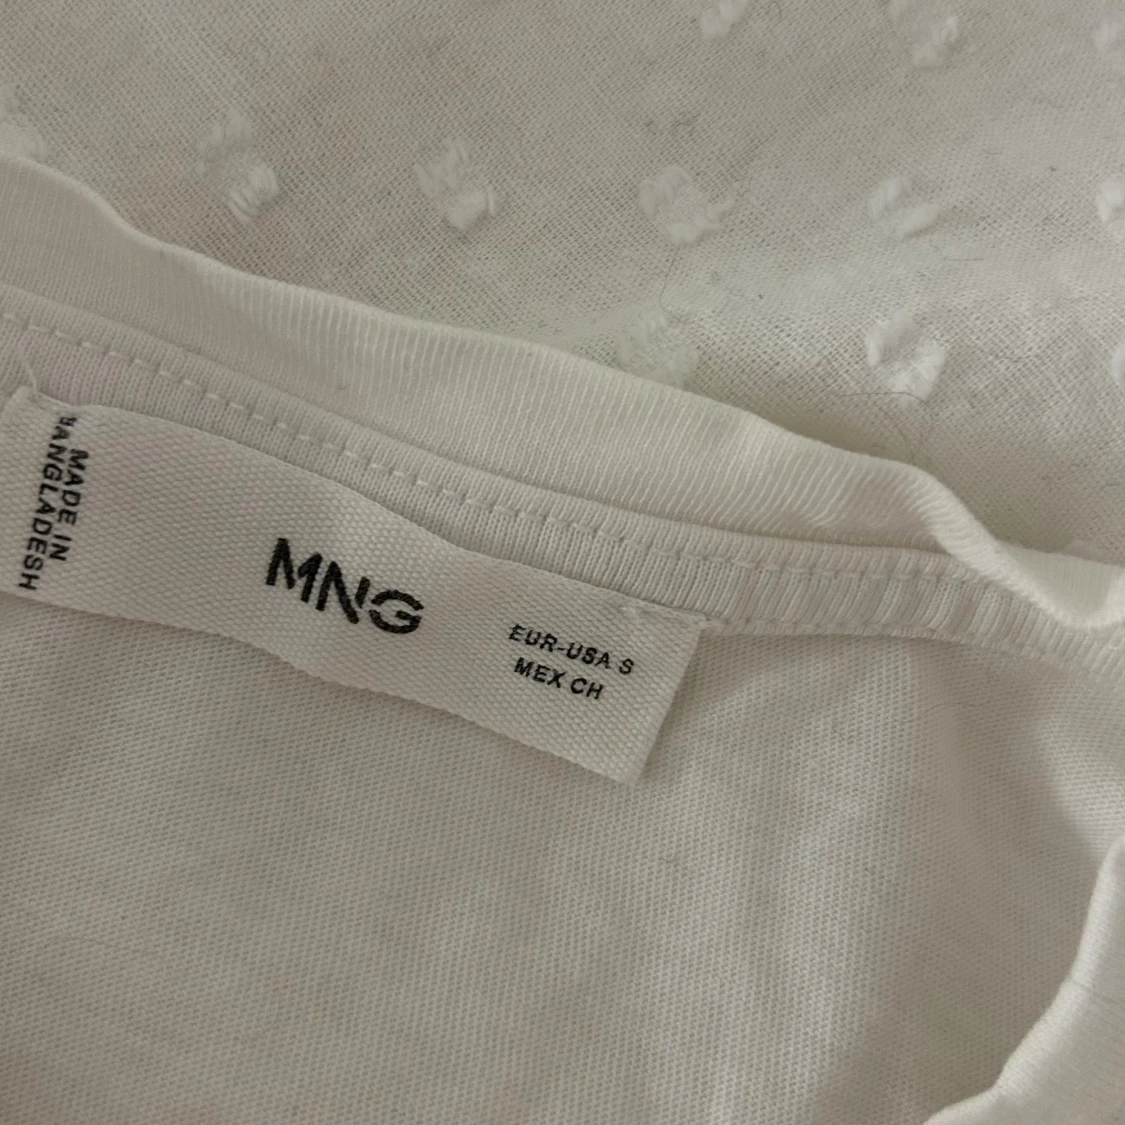 MADE IN
BANGLADESH
MNG
EUR-USA S
MEX CH